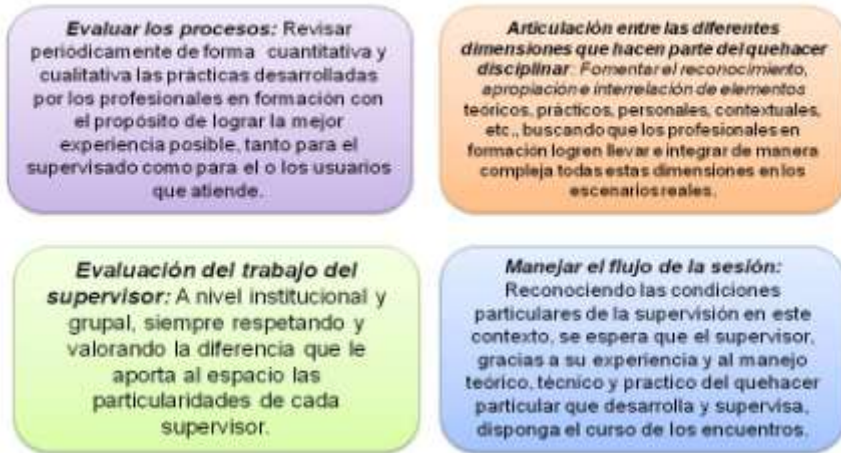 Evaluar los procesos: Revisar
periódicamente de forma cuantitativa y
cualitativa las prácticas desarrolladas
por los profesionales en formación con
el propósito de lograr la mejor
experiencia posible, tanto para el
supervisado como para el o los usuarios
que atiende.
Articulación entre las diferentes
dimensiones que hacen parte del quehacer
disciplinar: Fomentar el reconocimiento,
apropiación e interrelación de elementos
teóricos, prácticos, personales, contextuales,
etc., buscando que los profesionales en
formación logren llevar e integrar de manera
compleja todas estas dimensiones en los
escenarios reales.
Evaluación del trabajo del
supervisor: A nivel institucional y
grupal, siempre respetando y
valorando la diferencia que le
aporta al espacio las
particularidades de cada
supervisor.
Manejar el flujo de la sesión:
Reconociendo las condiciones
particulares de la supervisión en este
contexto, se espera que el supervisor,
gracias a su experiencia y al manejo
teórico, técnico y practico del quehacer
particular que desarrolla y supervisa,
disponga el curso de los encuentros.